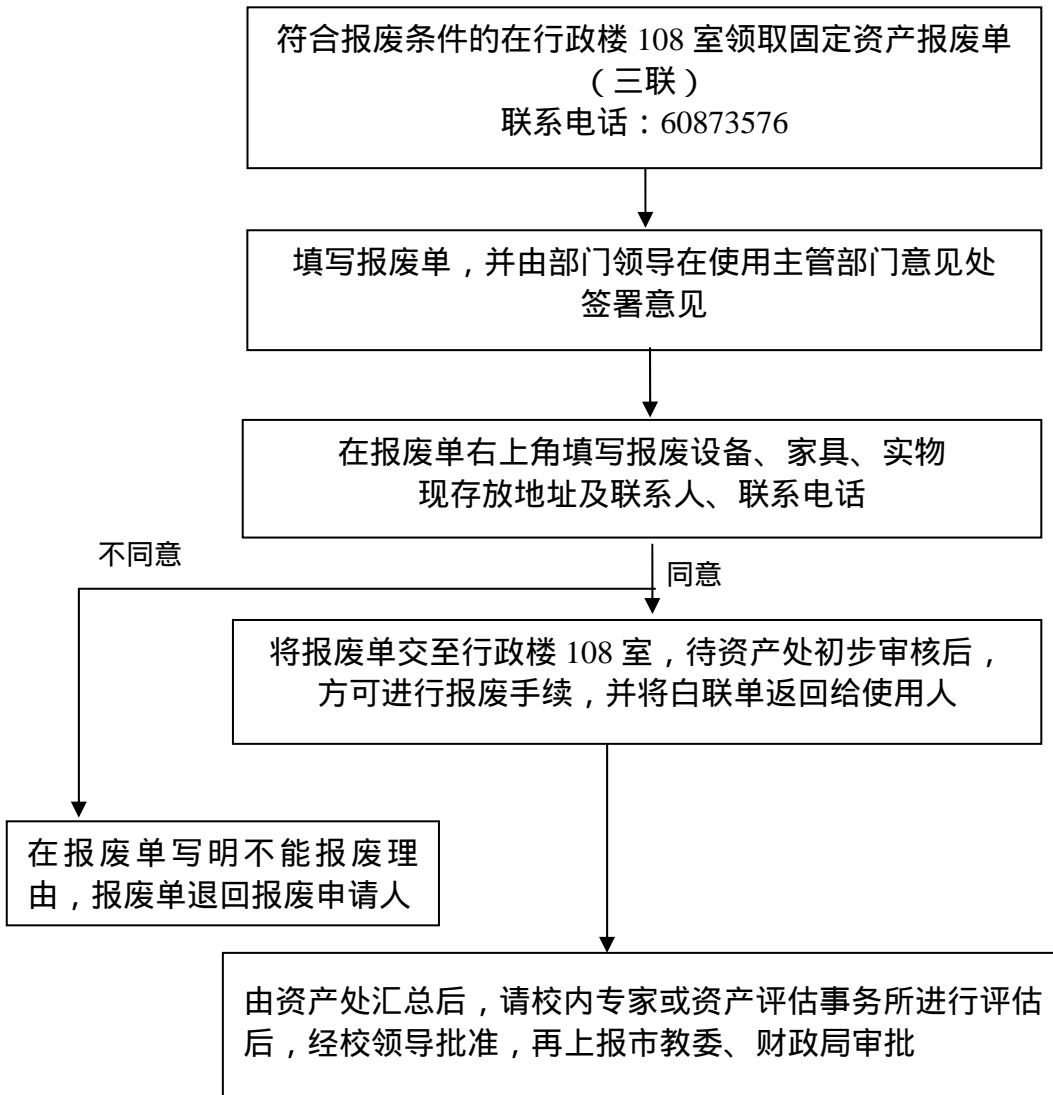 符合报废条件的在行政楼 108 室领取固定资产报废单
（三联）
联系电话：60873576
填写报废单，并由部门领导在使用主管部门意见处
签署意见
在报废单右上角填写报废设备、家具、实物
现存放地址及联系人、联系电话
不同意
同意
将报废单交至行政楼 108 室，待资产处初步审核后，
方可进行报废手续，并将白联单返回给使用人
在报废单写明不能报废理
由，报废单退回报废申请人
由资产处汇总后，请校内专家或资产评估事务所进行评估
后，经校领导批准，再上报市教委、财政局审批